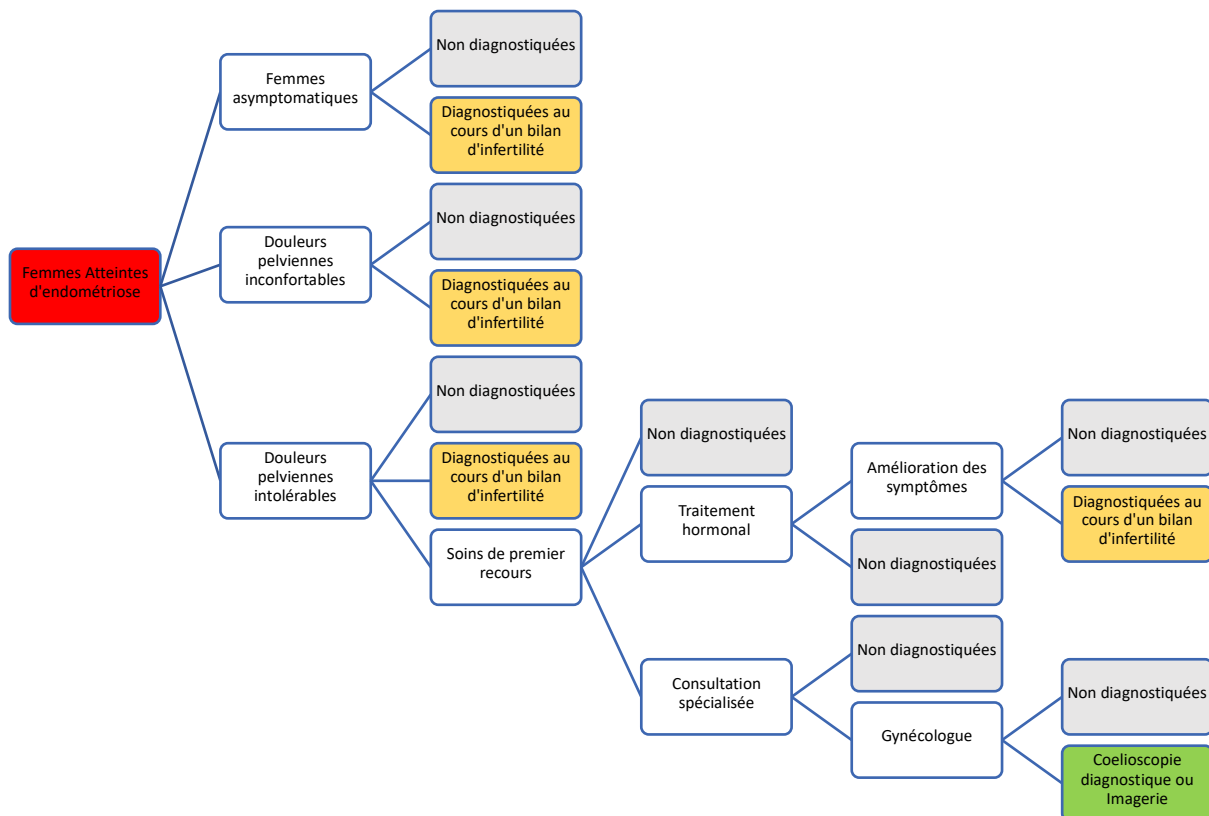 Femmes Atteintes
d'endométriose
Femmes
asymptomatiques
Non diagnostiquées
Diagnostiquées au
cours d'un bilan
d'infertilité
Douleurs
pelviennes
inconfortables
Non diagnostiquées
Diagnostiquées au
cours d'un bilan
d'infertilité
Douleurs
pelviennes
intolérables
Non diagnostiquées
Diagnostiquées au
cours d'un bilan
d'infertilité
Soins de premier
recours
Non diagnostiquées
Traitement
hormonal
Amélioration des
symptômes
Non diagnostiquées
Diagnostiquées au
cours d'un bilan
d'infertilité
Non diagnostiquées
Consultation
spécialisée
Non diagnostiquées
Gynécologue
Non diagnostiquées
Coelioscopie
diagnostique ou
Imagerie